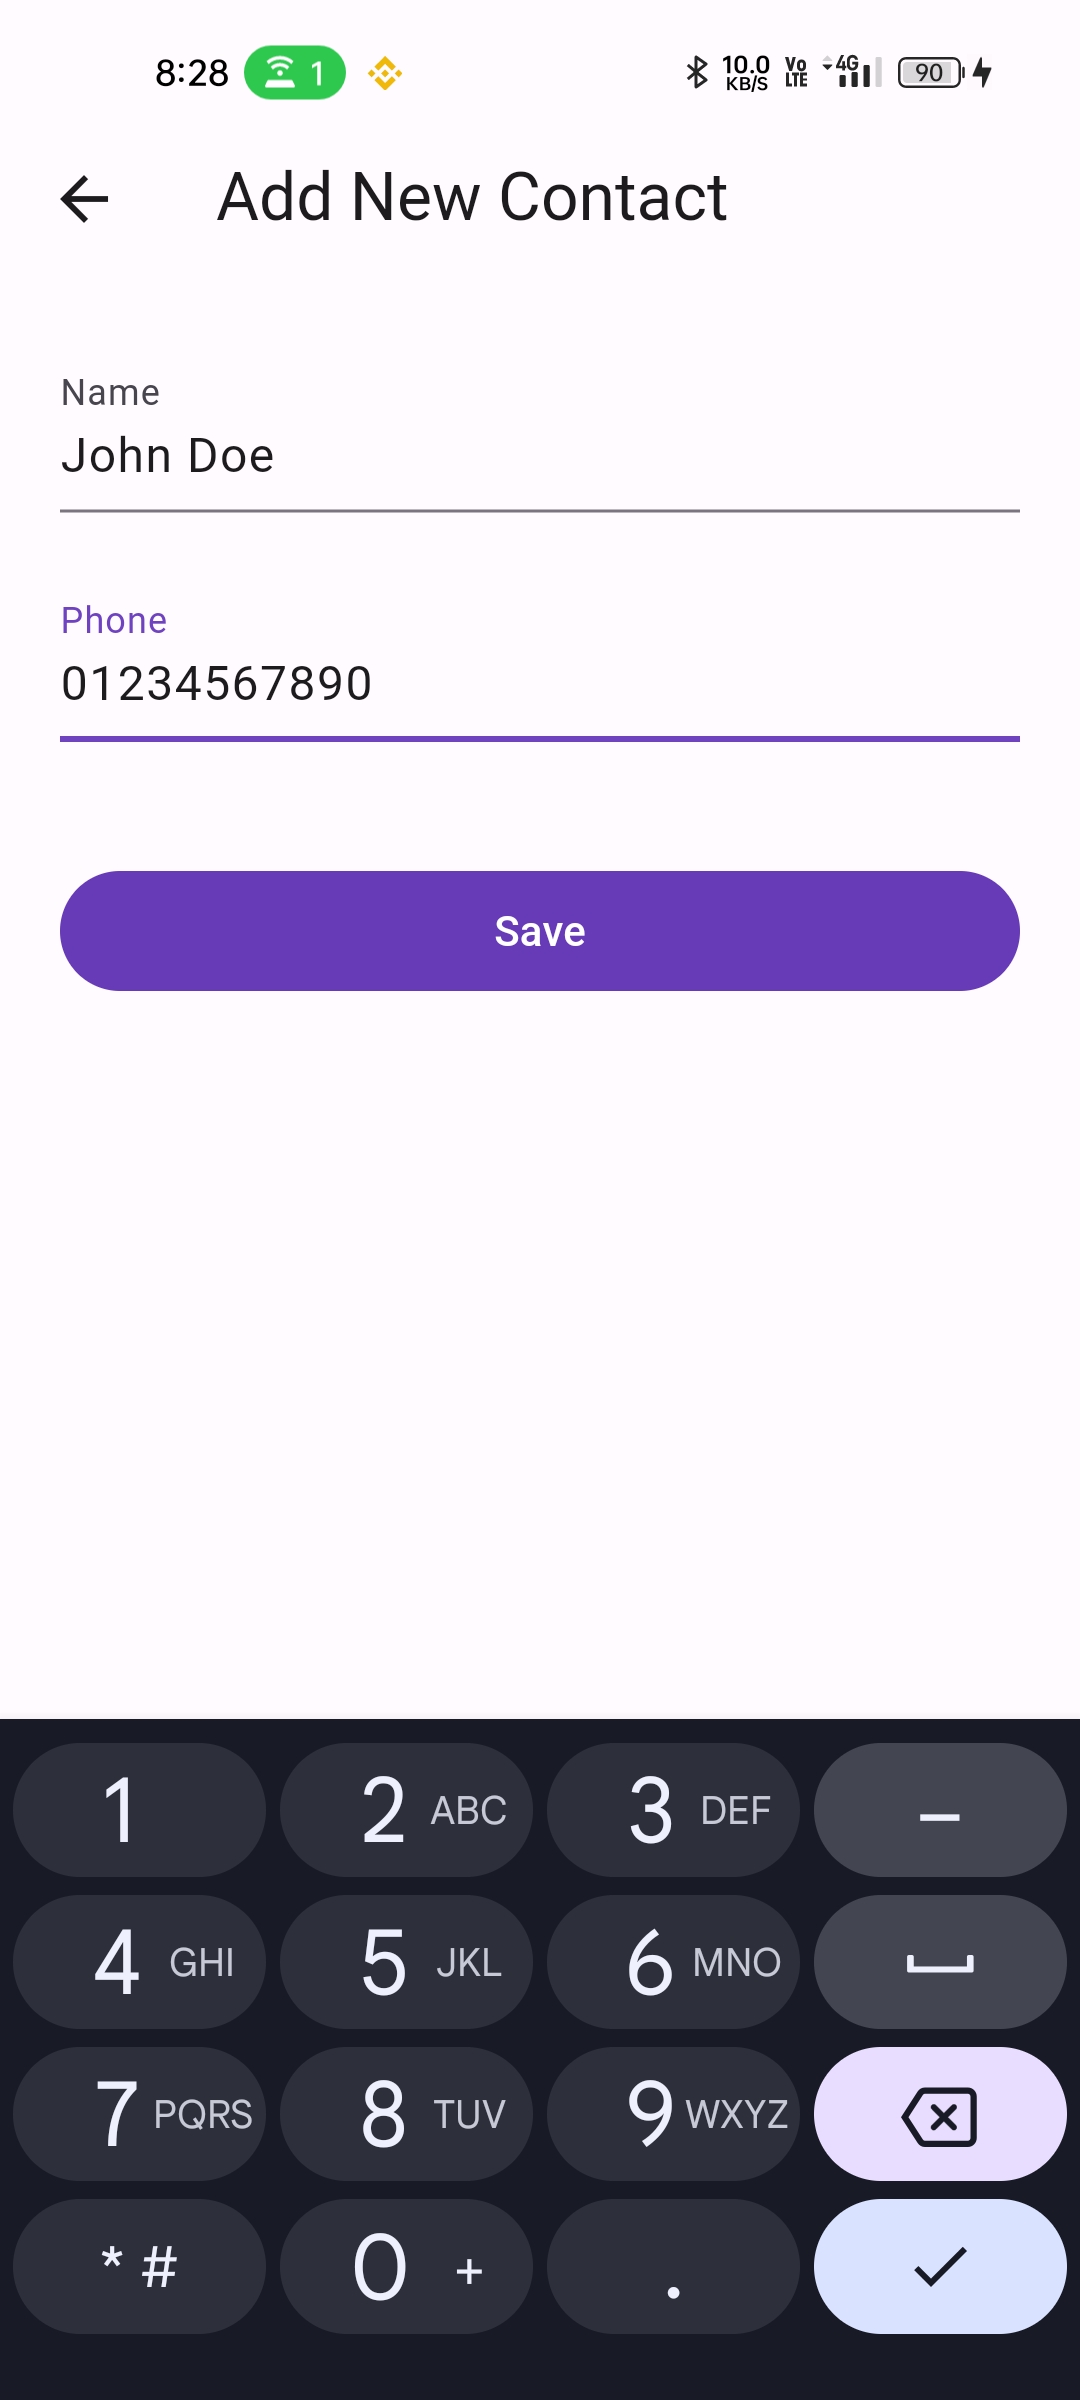 8:28 1 10.0 KB/S Vo LTE 4G 90
Add New Contact
Name
John Doe
Phone
01234567890
Save
1 2 ABC 3 DEF –
4 GHI 5 JKL 6 MNO
7 PQRS 8 TUV 9 WXYZ
* # 0 + .